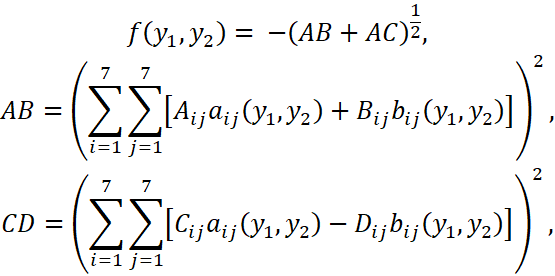 f(y₁,y₂) = −(AB + AC)^{1/2},
AB = (∑_{i=1}^{7} ∑_{j=1}^{7} [A_{ij}a_{ij}(y₁,y₂) + B_{ij}b_{ij}(y₁,y₂)])²,
CD = (∑_{i=1}^{7} ∑_{j=1}^{7} [C_{ij}a_{ij}(y₁,y₂) − D_{ij}b_{ij}(y₁,y₂)])²,